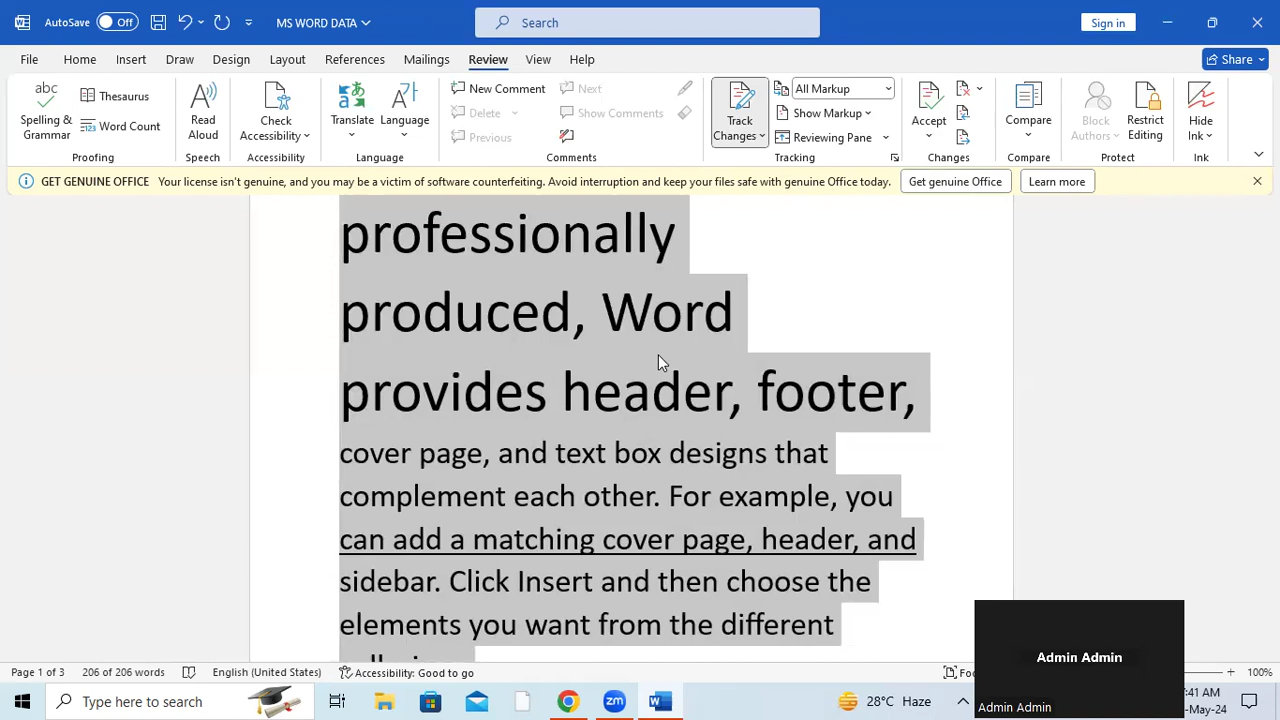 AutoSave Off MS WORD DATA Search Sign in
File Home Insert Draw Design Layout References Mailings Review View Help Share
abc Thesaurus New Comment Next All Markup
Spelling & Grammar Word Count Read Aloud Check Accessibility Translate Language Delete Show Comments Track Changes Show Markup Accept Compare Block Authors Restrict Editing Hide Ink
Previous Reviewing Pane
Proofing Speech Accessibility Language Comments Tracking Changes Compare Protect Ink
GET GENUINE OFFICE Your license isn't genuine, and you may be a victim of software counterfeiting. Avoid interruption and keep your files safe with genuine Office today. Get genuine Office Learn more
professionally
produced, Word
provides header, footer,
cover page, and text box designs that
complement each other. For example, you
can add a matching cover page, header, and
sidebar. Click Insert and then choose the
elements you want from the different
Admin Admin
Page 1 of 3 206 of 206 words English (United States) Accessibility: Good to go 100%
Type here to search zm 28°C Haze Admin Admin :41 AM
-May-24